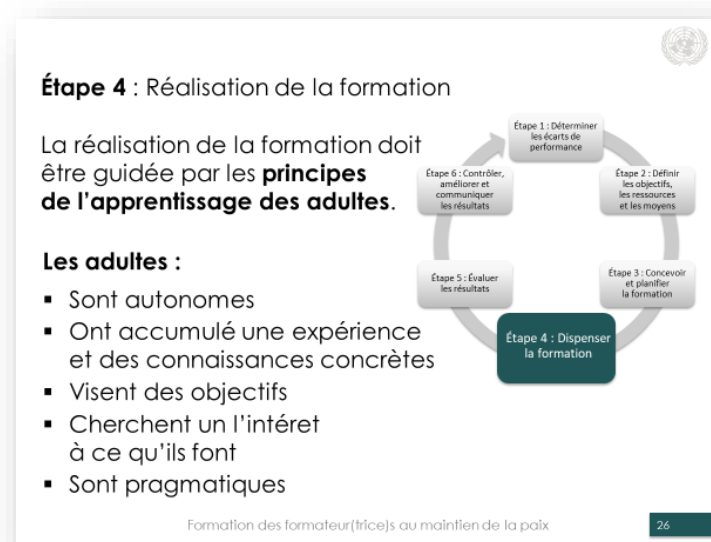 Étape 4 : Réalisation de la formation
La réalisation de la formation doit
être guidée par les principes
de l'apprentissage des adultes.
Les adultes :
▪ Sont autonomes
▪ Ont accumulé une expérience
et des connaissances concrètes
▪ Visent des objectifs
▪ Cherchent un l'intéret
à ce qu'ils font
▪ Sont pragmatiques
Étape 1 : Déterminer
les écarts de
performance
Étape 2 : Définir
les objectifs,
les ressources
et les moyens
Étape 3 : Concevoir
et planifier
la formation
Étape 4 : Dispenser
la formation
Étape 5 : Évaluer
les résultats
Étape 6 : Contrôler,
améliorer et
communiquer
les résultats
Formation des formateur(trice)s au maintien de la paix
26